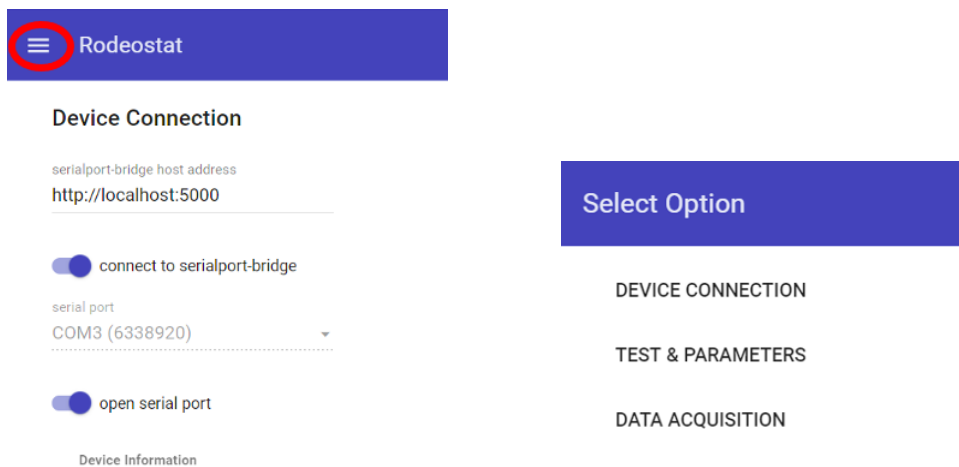 Rodeostat
Device Connection
serialport-bridge host address
http://localhost:5000
connect to serialport-bridge
serial port
COM3 (6338920)
open serial port
Device Information
Select Option
DEVICE CONNECTION
TEST & PARAMETERS
DATA ACQUISITION